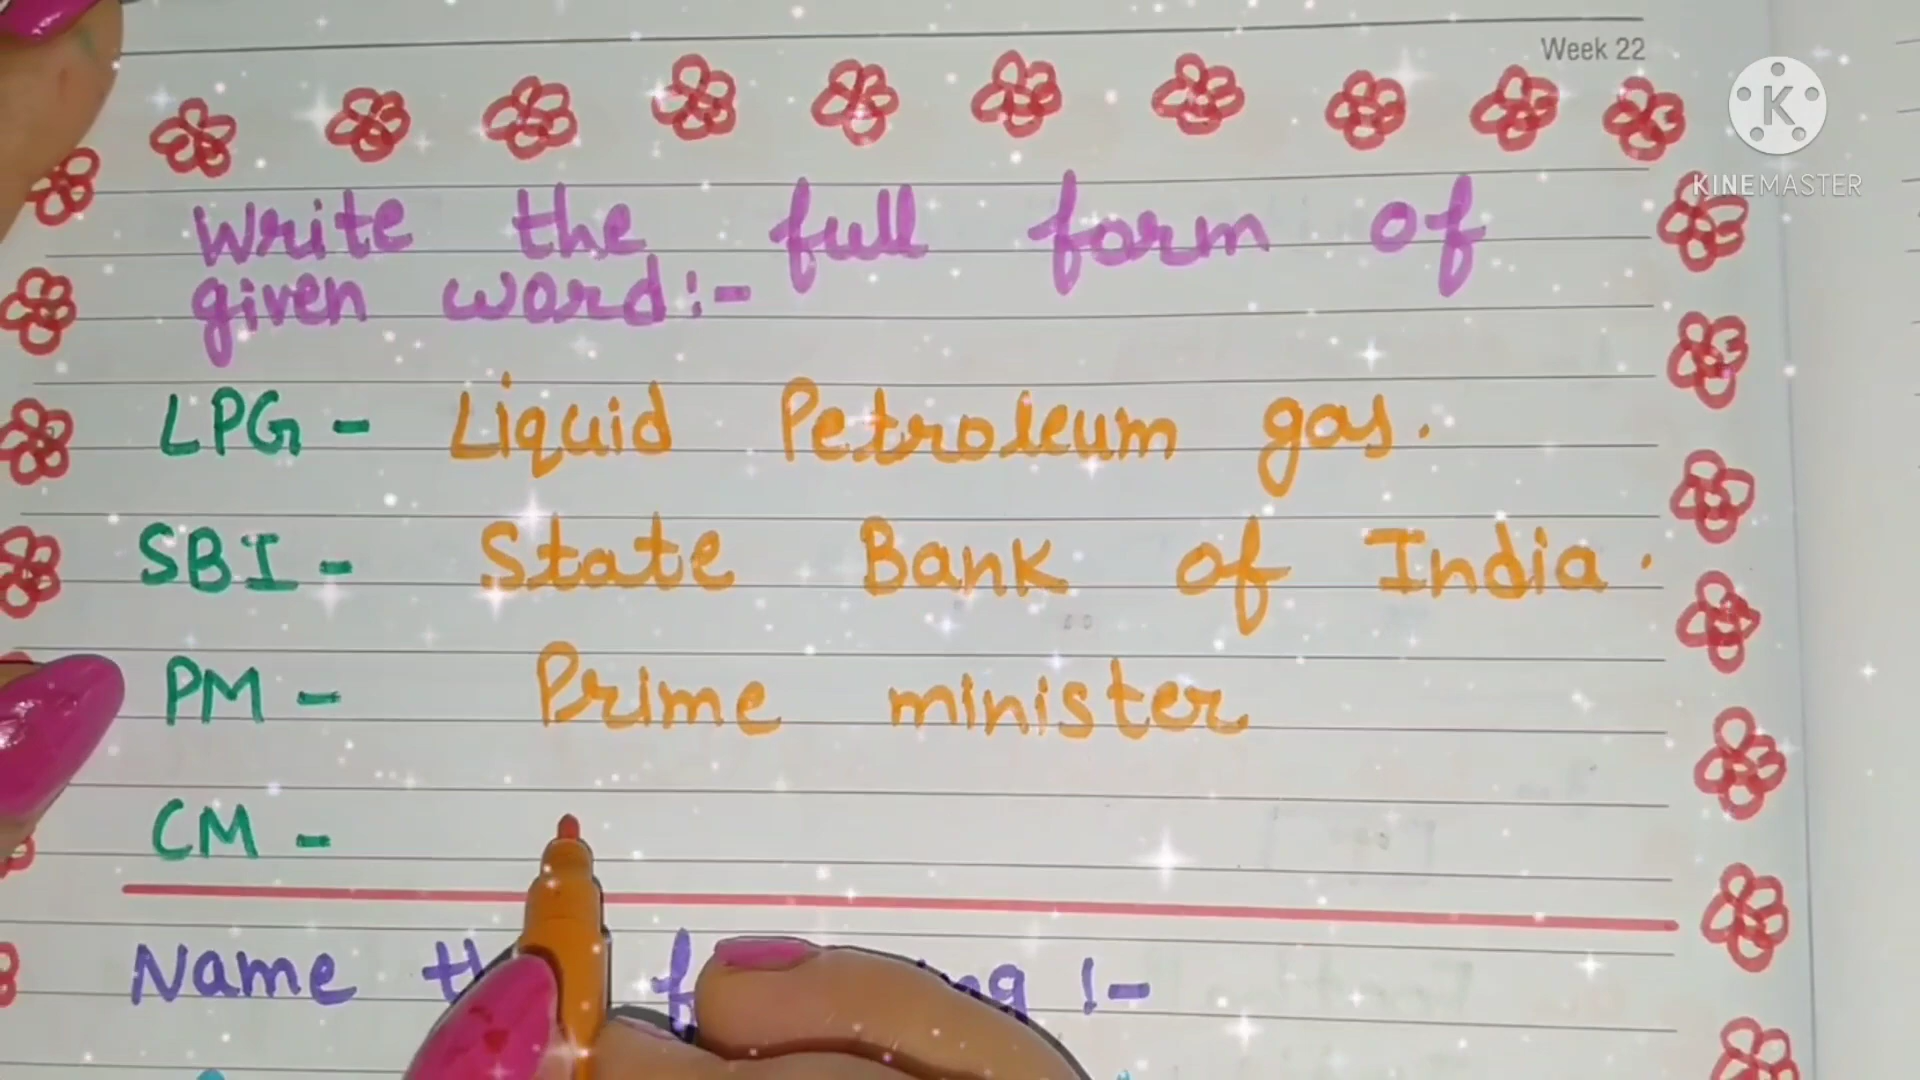 Week 22
KINEMASTER
Write the full form of
given word:-
LPG - Liquid Petroleum gas.
SBI - State Bank of India.
PM - Prime minister
CM -
Name :-